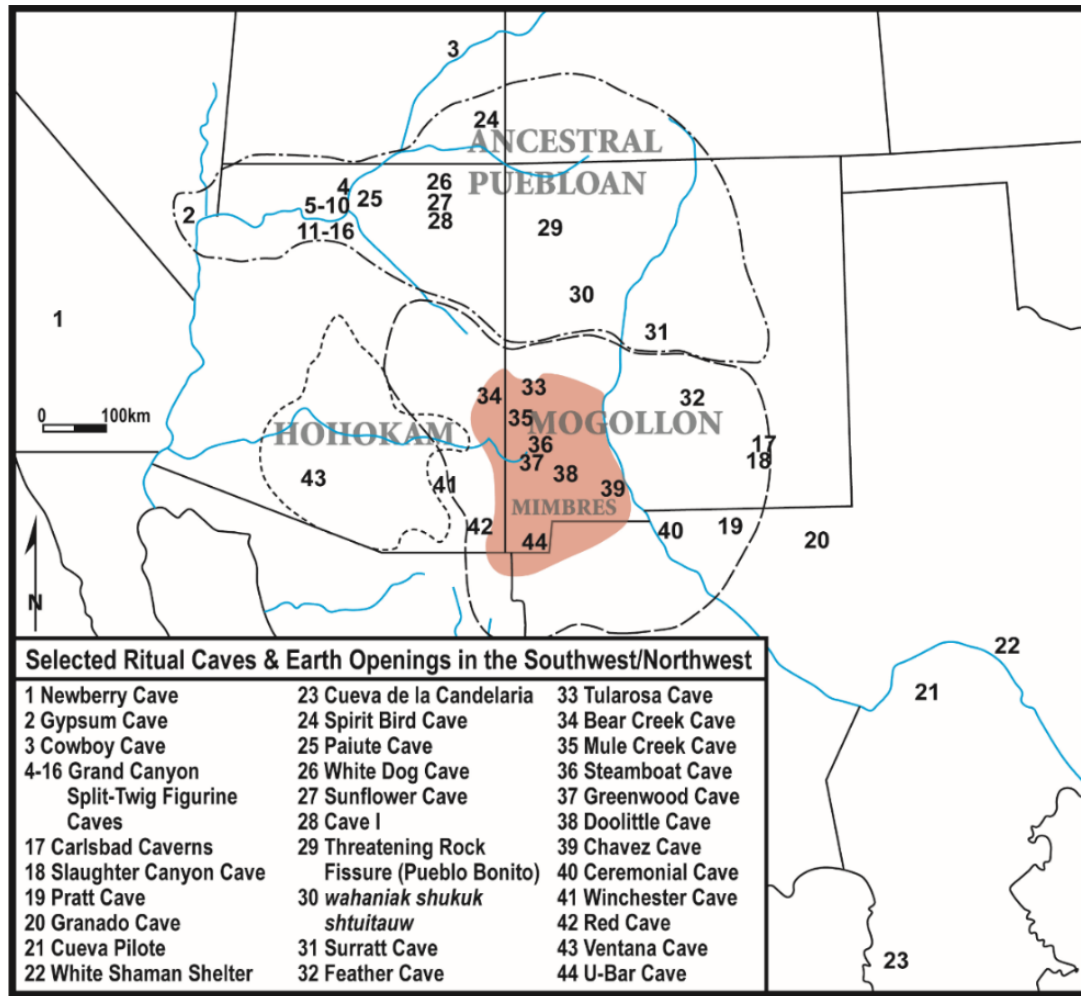 3
24
ANCESTRAL
PUEBLOAN
4
26
25
5-10
27
2
28
11-16
29
30
1
31
33
34
32
0 100km
35
MOGOLLON
HOHOKAM
36
17
37
18
38
43
41
39
MIMBRES
42
40
19
44
20
N
22
21
23
Selected Ritual Caves & Earth Openings in the Southwest/Northwest
1 Newberry Cave
2 Gypsum Cave
3 Cowboy Cave
4-16 Grand Canyon
Split-Twig Figurine
Caves
17 Carlsbad Caverns
18 Slaughter Canyon Cave
19 Pratt Cave
20 Granado Cave
21 Cueva Pilote
22 White Shaman Shelter
23 Cueva de la Candelaria
24 Spirit Bird Cave
25 Paiute Cave
26 White Dog Cave
27 Sunflower Cave
28 Cave I
29 Threatening Rock
Fissure (Pueblo Bonito)
30 wahaniak shukuk
shtuitauw
31 Surratt Cave
32 Feather Cave
33 Tularosa Cave
34 Bear Creek Cave
35 Mule Creek Cave
36 Steamboat Cave
37 Greenwood Cave
38 Doolittle Cave
39 Chavez Cave
40 Ceremonial Cave
41 Winchester Cave
42 Red Cave
43 Ventana Cave
44 U-Bar Cave